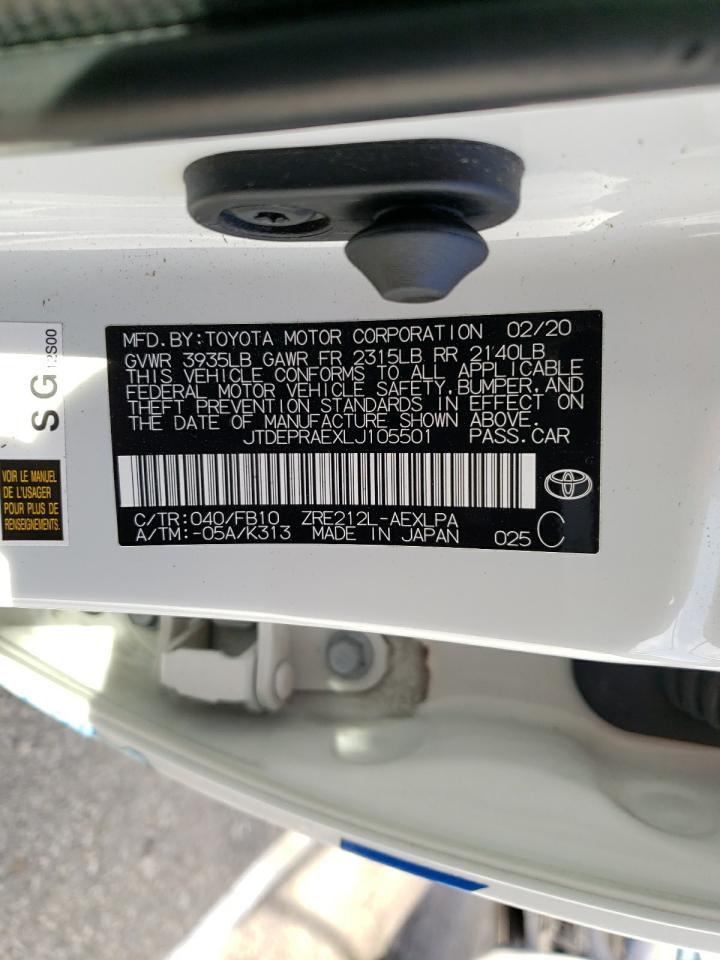 MFD.BY:TOYOTA MOTOR CORPORATION 02/20
GVWR 3935LB GAWR FR 2315LB RR 2140LB
THIS VEHICLE CONFORMS TO ALL APPLICABLE
FEDERAL MOTOR VEHICLE SAFETY,BUMPER,AND
THEFT PROVISION STANDARDS IN EFFECT ON
THE DATE OF MANUFACTURE SHOWN ABOVE.
JTDEPRAEXLJ105501 PASS.CAR
C/TR:040/FB10 ZRE212L-AEXLPA
A/TM:-05A/K313 MADE IN JAPAN 025 C
SG 12S00
VOIR LE MANUEL
DE L'USAGER
POUR PLUS DE
RENSEIGNEMENTS